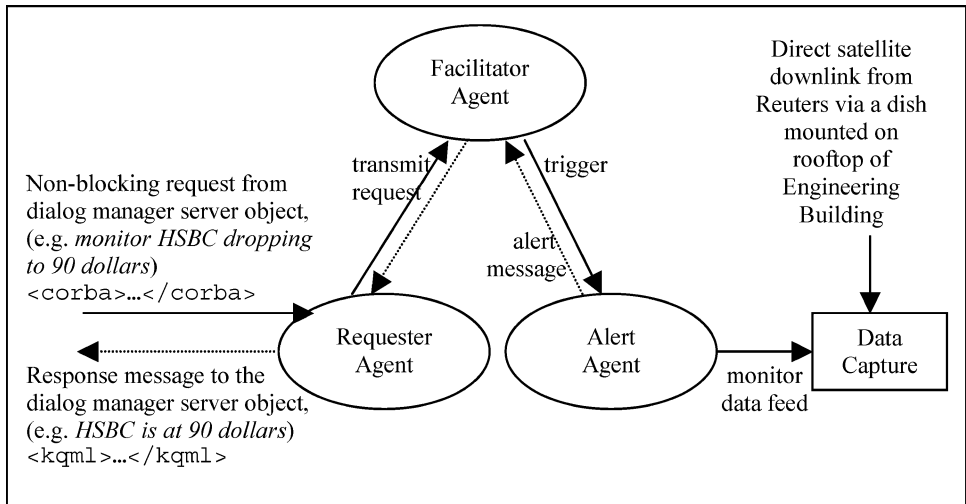 Facilitator
Agent
Direct satellite
downlink from
Reuters via a dish
mounted on
rooftop of
Engineering
Building
transmit
request
trigger
Non-blocking request from
dialog manager server object,
(e.g. monitor HSBC dropping
to 90 dollars)
<corba>…</corba>
alert
message
Requester
Agent
Alert
Agent
Data
Capture
monitor
data feed
Response message to the
dialog manager server object,
(e.g. HSBC is at 90 dollars)
<kqml>…</kqml>